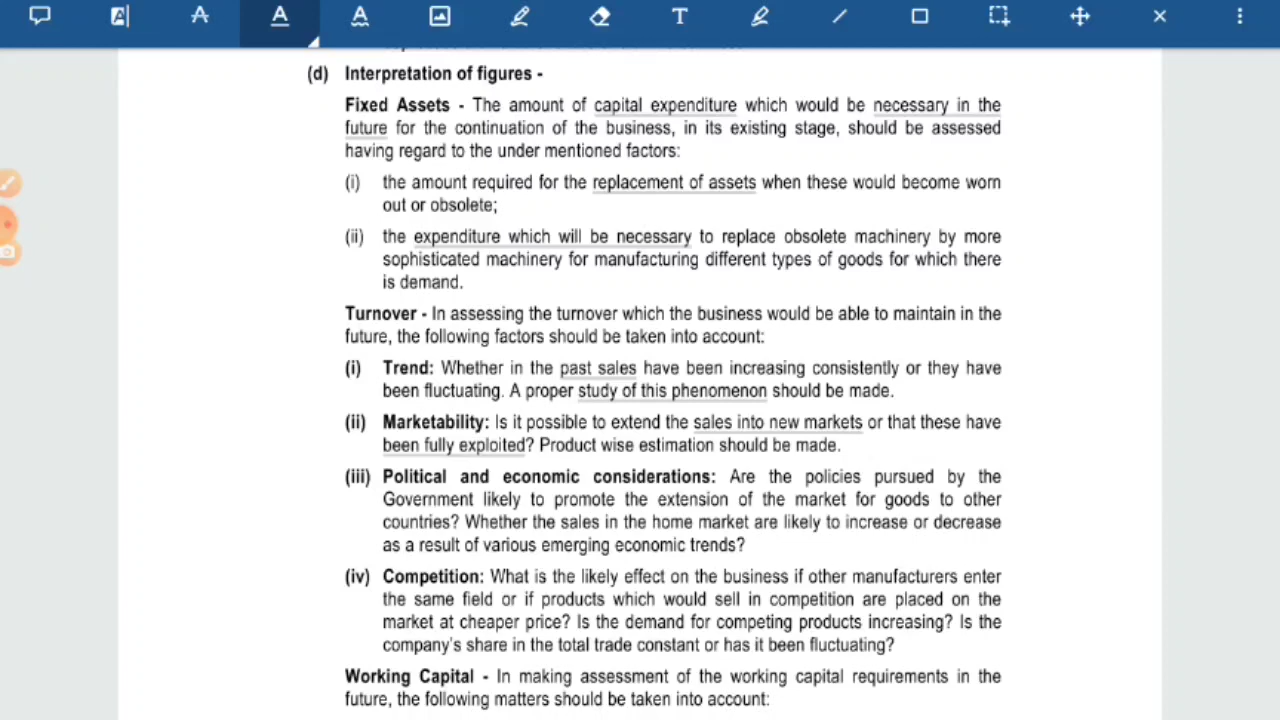 (d) Interpretation of figures -
Fixed Assets - The amount of capital expenditure which would be necessary in the
future for the continuation of the business, in its existing stage, should be assessed
having regard to the under mentioned factors:
(i) the amount required for the replacement of assets when these would become worn
out or obsolete;
(ii) the expenditure which will be necessary to replace obsolete machinery by more
sophisticated machinery for manufacturing different types of goods for which there
is demand.
Turnover - In assessing the turnover which the business would be able to maintain in the
future, the following factors should be taken into account:
(i) Trend: Whether in the past sales have been increasing consistently or they have
been fluctuating. A proper study of this phenomenon should be made.
(ii) Marketability: Is it possible to extend the sales into new markets or that these have
been fully exploited? Product wise estimation should be made.
(iii) Political and economic considerations: Are the policies pursued by the
Government likely to promote the extension of the market for goods to other
countries? Whether the sales in the home market are likely to increase or decrease
as a result of various emerging economic trends?
(iv) Competition: What is the likely effect on the business if other manufacturers enter
the same field or if products which would sell in competition are placed on the
market at cheaper price? Is the demand for competing products increasing? Is the
company's share in the total trade constant or has it been fluctuating?
Working Capital - In making assessment of the working capital requirements in the
future, the following matters should be taken into account: